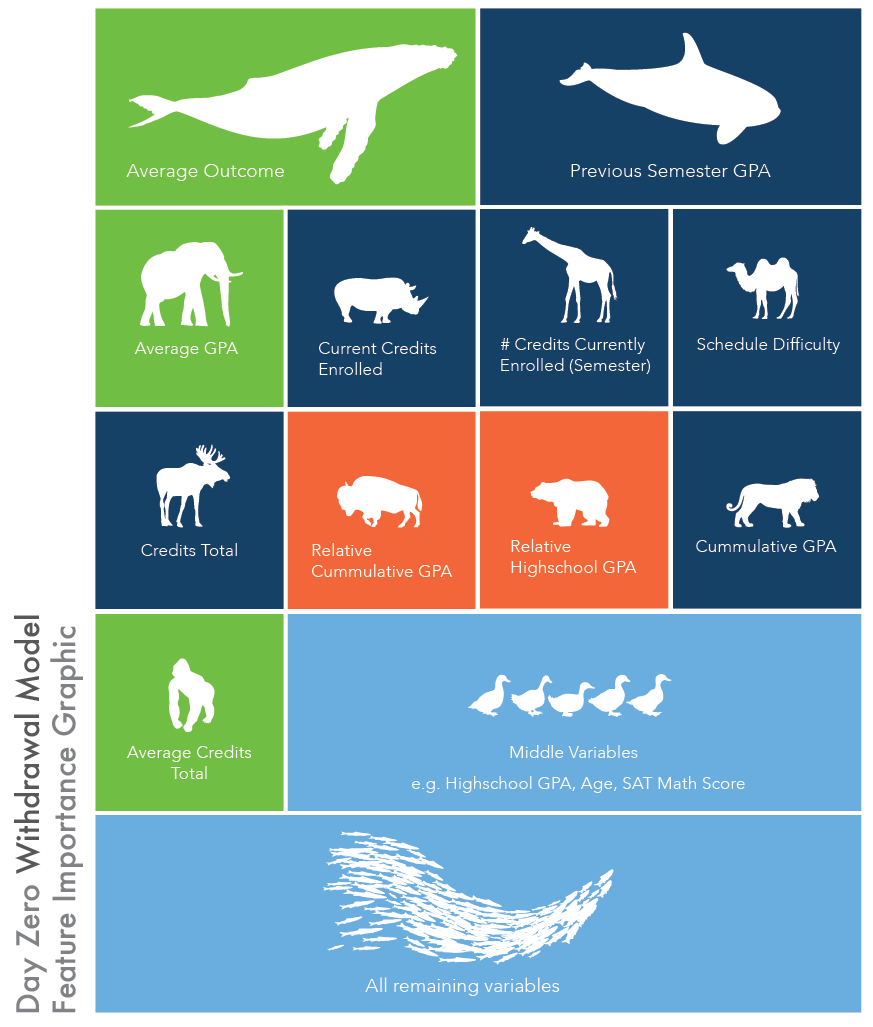 Average Outcome
Previous Semester GPA
Average GPA
Current Credits
Enrolled
# Credits Currently
Enrolled (Semester)
Schedule Difficulty
Credits Total
Relative
Cummulative GPA
Relative
Highschool GPA
Cummulative GPA
Average Credits
Total
Middle Variables
e.g. Highschool GPA, Age, SAT Math Score
All remaining variables
Day Zero Withdrawal Model
Feature Importance Graphic